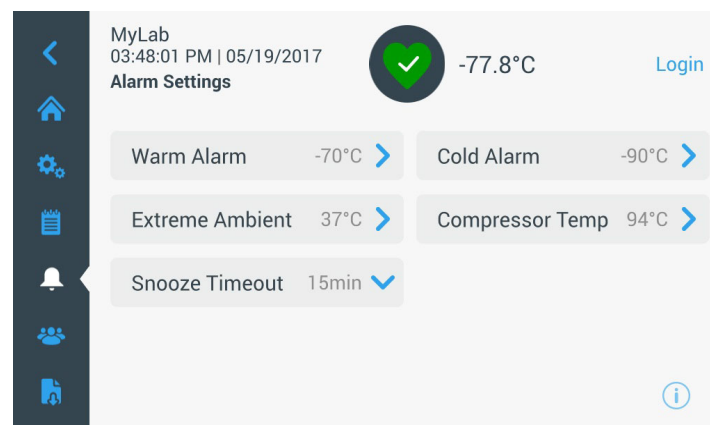 MyLab
03:48:01 PM | 05/19/2017
Alarm Settings
-77.8°C
Login
Warm Alarm -70°C
Cold Alarm -90°C
Extreme Ambient 37°C
Compressor Temp 94°C
Snooze Timeout 15min